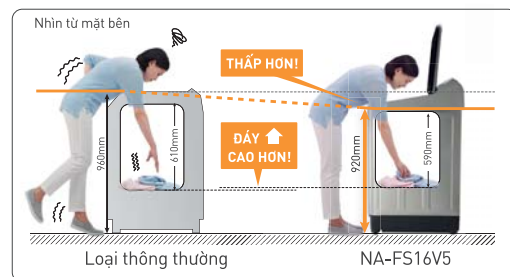 Nhìn từ mặt bên
THẤP HƠN!
ĐÁY
CAO HƠN!
960mm
610mm
920mm
590mm
Loại thông thường
NA-FS16V5